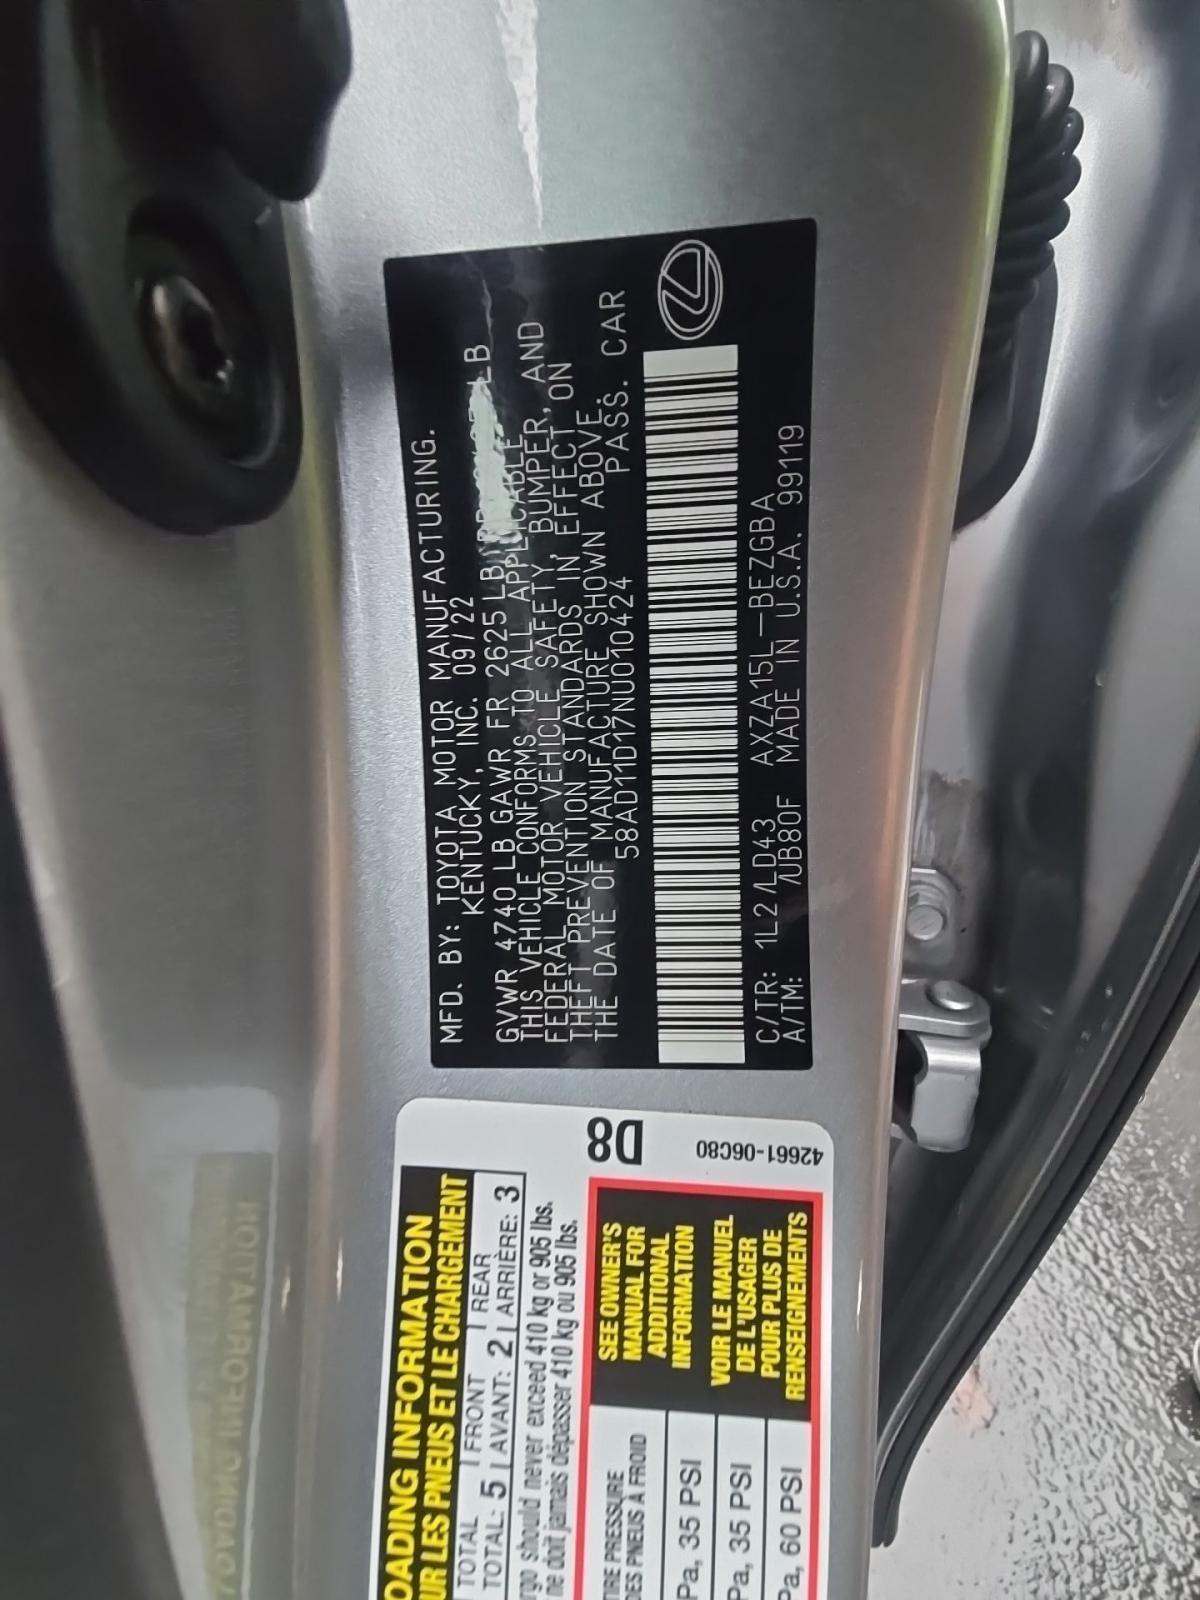 MFD. BY: TOYOTA MOTOR MANUFACTURING.
KENTUCKY, INC. 09/22
GVWR 4740 LB GAWR FR 2625 LB LB
THIS VEHICLE CONFORMS TO ALL APPLICABLE
FEDERAL MOTOR VEHICLE SAFETY, BUMPER, AND
THEFT PREVENTION STANDARDS IN EFFECT ON
THE DATE OF MANUFACTURE SHOWN ABOVE.
58AD11D17NU010424 PASS. CAR
C/TR: 1L2/LD43 AXZA15L-BEZGBA
A/TM: /UB80F MADE IN U.S.A. 99119
D8
42661-06C80
OADING INFORMATION
UR LES PNEUS ET LE CHARGEMENT
TOTAL FRONT REAR
TOTAL: 5 AVANT: 2 ARRIÈRE: 3
rgo should never exceed 410 kg or 905 lbs.
ne doit jamais dépasser 410 kg ou 905 lbs.
TIRE PRESSURE
DES PNEUS À FROID
Pa, 35 PSI
Pa, 35 PSI
Pa, 60 PSI
SEE OWNER'S
MANUAL FOR
ADDITIONAL
INFORMATION
VOIR LE MANUEL
DE L'USAGER
POUR PLUS DE
RENSEIGNEMENTS